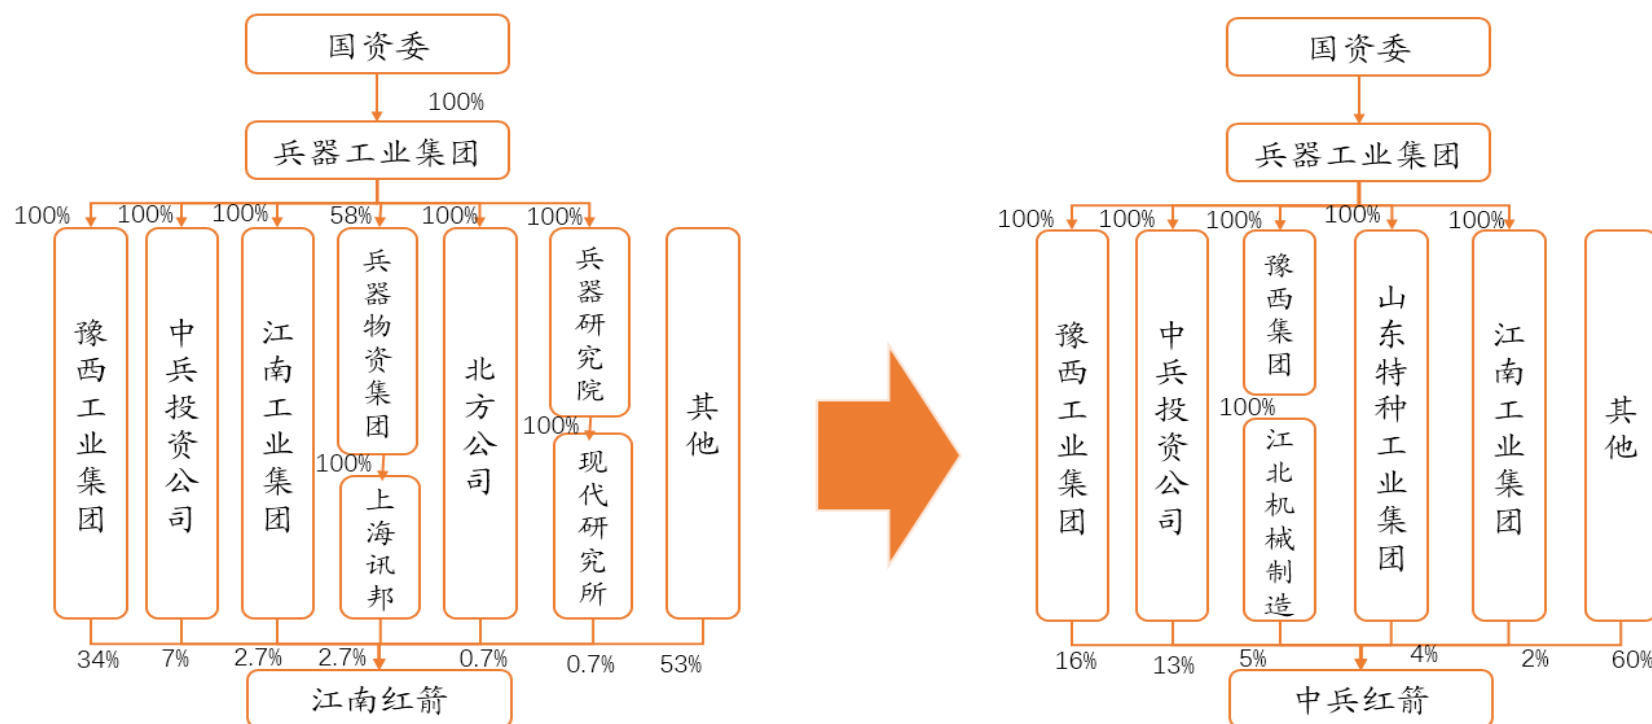 国资委
100%
兵器工业集团
100%
100%
100%
58%
100%
100%
豫西工业集团
中兵投资公司
江南工业集团
兵器物资集团
100%
上海讯邦
北方公司
兵器研究院
100%
现代研究所
其他
34%
7%
2.7%
2.7%
0.7%
0.7%
53%
江南红箭
国资委
兵器工业集团
100%
100%
100%
100%
100%
豫西工业集团
中兵投资公司
豫西集团
100%
江北机械制造
山东特种工业集团
江南工业集团
其他
16%
13%
5%
4%
2%
60%
中兵红箭